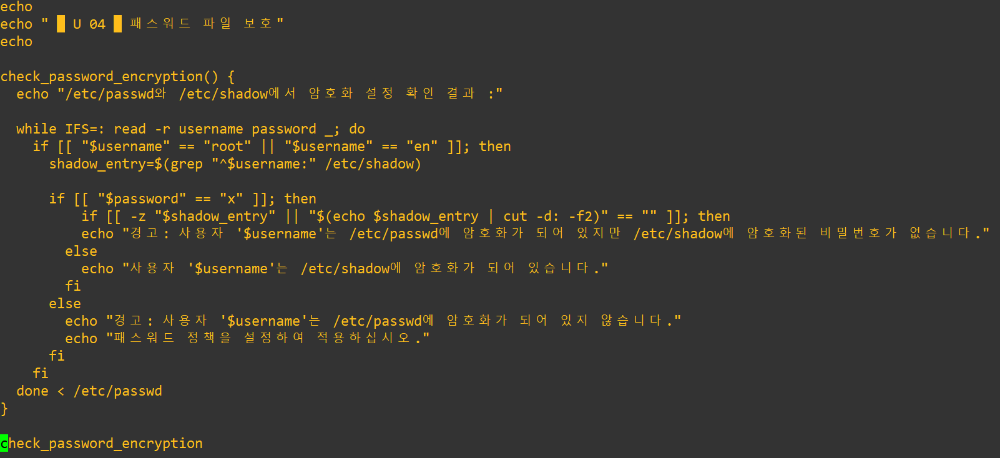 echo
echo " █ U 04 █ 패스워드 파일 보호"
echo
check_password_encryption() {
  echo "/etc/passwd와 /etc/shadow에서 암호화 설정 확인 결과 :"
  while IFS=: read -r username password _; do
    if [[ "$username" == "root" || "$username" == "en" ]]; then
      shadow_entry=$(grep "^$username:" /etc/shadow)
      if [[ "$password" == "x" ]]; then
          if [[ -z "$shadow_entry" || "$(echo $shadow_entry | cut -d: -f2)" == "" ]]; then
          echo "경고: 사용자 '$username'는 /etc/passwd에 암호화가 되어 있지만 /etc/shadow에 암호화된 비밀번호가 없습니다."
        else
          echo "사용자 '$username'는 /etc/shadow에 암호화가 되어 있습니다."
        fi
      else
        echo "경고: 사용자 '$username'는 /etc/passwd에 암호화가 되어 있지 않습니다."
        echo "패스워드 정책을 설정하여 적용하십시오."
      fi
    fi
  done < /etc/passwd
}
check_password_encryption